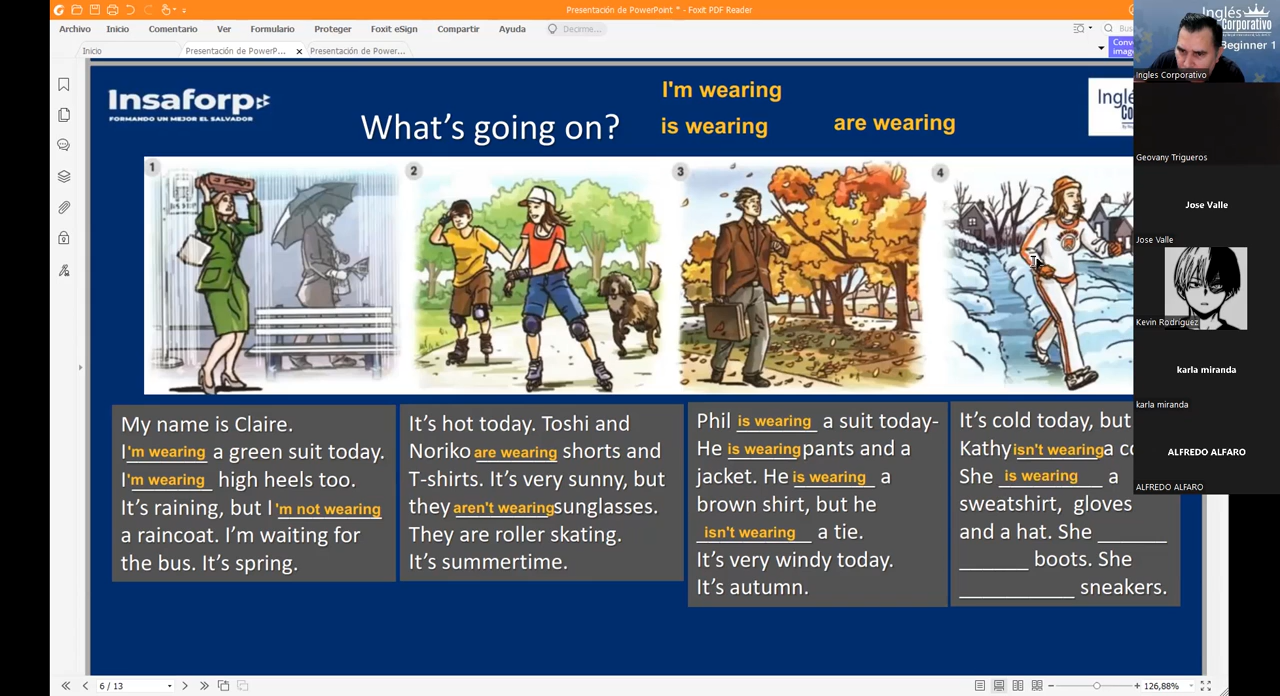 Presentación de PowerPoint * - Foxit PDF Reader
Archivo Inicio Comentario Ver Formulario Proteger Foxit eSign Compartir Ayuda Decirme...
Inicio Presentación de PowerP... Presentación de Powerr...
Insaforp
FORMANDO UN MEJOR EL SALVADOR
What's going on?
I'm wearing
is wearing are wearing
1 2 3 4
My name is Claire.
I'm wearing a green suit today.
I'm wearing high heels too.
It's raining, but I'm not wearing
a raincoat. I'm waiting for
the bus. It's spring.
It's hot today. Toshi and
Noriko are wearing shorts and
T-shirts. It's very sunny, but
they aren't wearing sunglasses.
They are roller skating.
It's summertime.
Phil is wearing a suit today-
He is wearing pants and a
jacket. He is wearing a
brown shirt, but he
isn't wearing a tie.
It's very windy today.
It's autumn.
It's cold today, but
Kathy isn't wearing a
She is wearing a
sweatshirt, gloves
and a hat. She ______
______ boots. She
__________ sneakers.
Inglés
Corporativo
Beginner 1
Ingles Corporativo
Geovany Trigueros
Jose Valle
Jose Valle
Kevin Rodriguez
karla miranda
karla miranda
ALFREDO ALFARO
ALFREDO ALFARO
6 / 13
126,88%